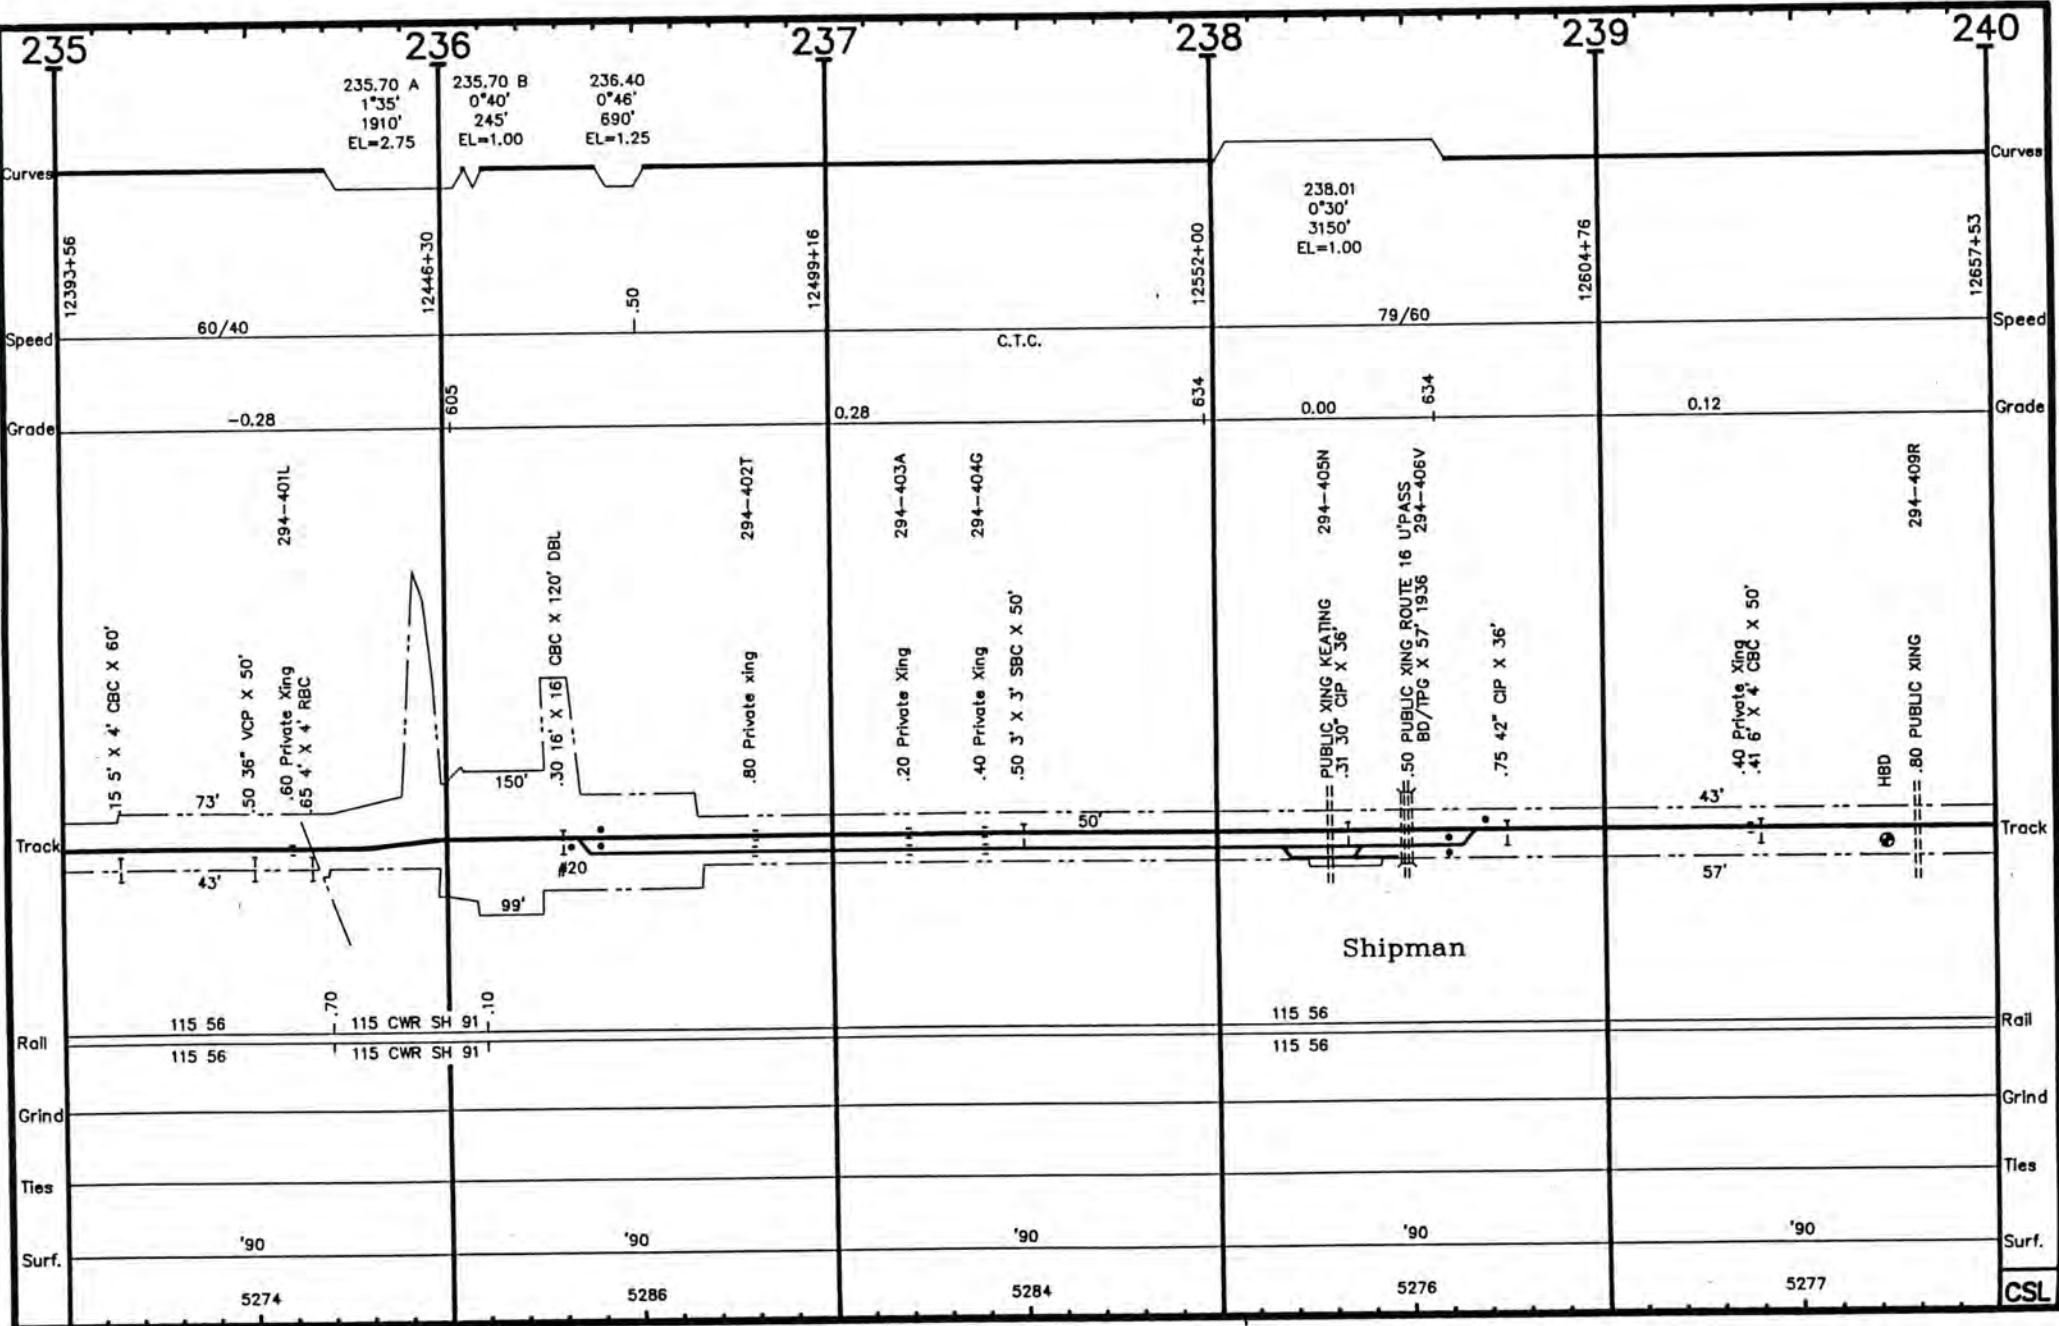 235 236 237 238 239 240
235.70 A
1°35'
1910'
EL=2.75
235.70 B
0°40'
245'
EL=1.00
236.40
0°46'
690'
EL=1.25
Curves
Curves
238.01
0°30'
3150'
EL=1.00
12393+56
12446+30
12499+16
12552+00
12604+76
12657+53
Speed
60/40
.50
C.T.C.
79/60
Speed
Grade
-0.28
605
0.28
634
0.00
634
0.12
Grade
294-401L
294-402T
294-403A
294-404G
294-405N
294-406V
294-409R
.15 5' X 4' CBC X 60'
.50 36" VCP X 50'
.60 Private Xing
.65 4' X 4' RBC
.30 16' X 16' CBC X 120' DBL
.80 Private xing
.20 Private Xing
.40 Private Xing
.50 3' X 3' SBC X 50'
PUBLIC XING KEATING
.31 30" CIP X 36'
.50 PUBLIC XING ROUTE 16 U'PASS
BD/TPG X 57' 1936
.75 42" CIP X 36'
.40 Private Xing
.41 6' X 4' CBC X 50'
HBD
.80 PUBLIC XING
73'
150'
50'
43'
Track
Track
43'
#20
99'
57'
Shipman
.70
.10
115 56
115 CWR SH 91
115 56
Rail
Rail
115 56
115 CWR SH 91
115 56
Grind
Grind
Ties
Ties
Surf.
'90
'90
'90
'90
'90
Surf.
5274
5286
5284
5276
5277
CSL